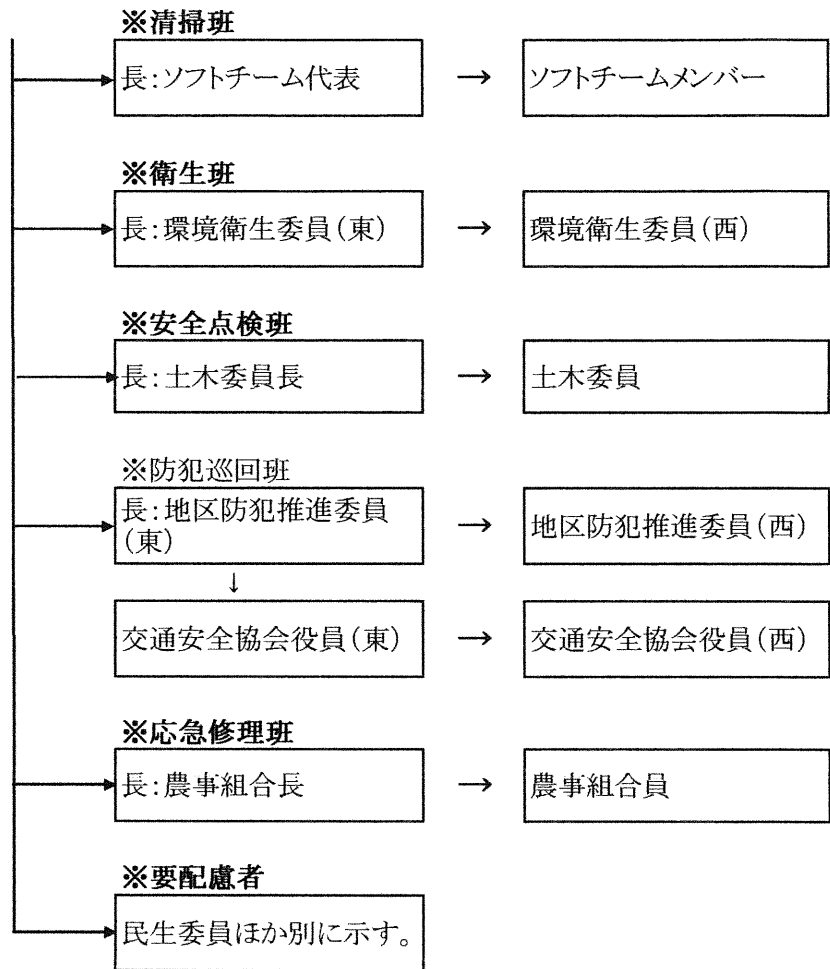 ※清掃班
長:ソフトチーム代表 → ソフトチームメンバー
※衛生班
長:環境衛生委員(東) → 環境衛生委員(西)
※安全点検班
長:土木委員長 → 土木委員
※防犯巡回班
長:地区防犯推進委員
(東) → 地区防犯推進委員(西)
↓
交通安全協会役員(東) → 交通安全協会役員(西)
※応急修理班
長:農事組合長 → 農事組合員
※要配慮者
民生委員ほか別に示す。